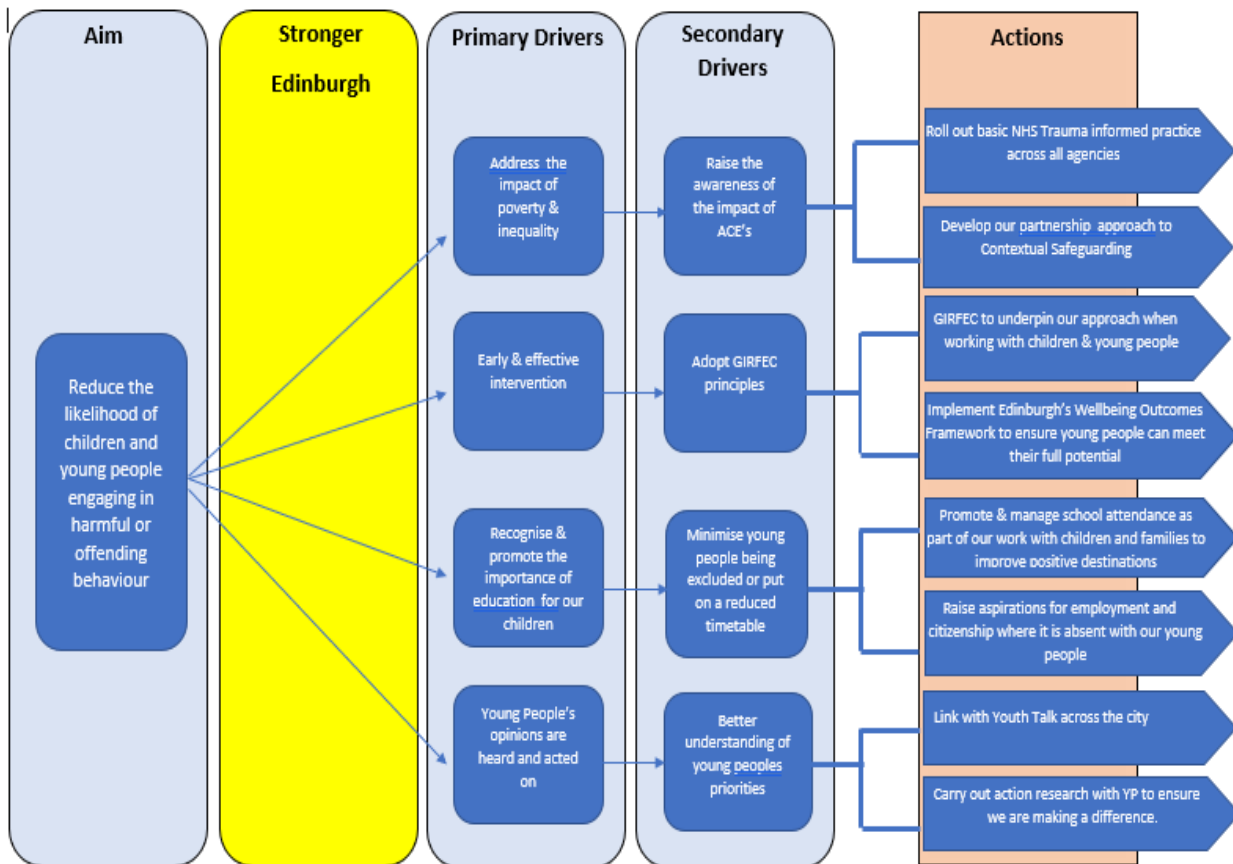 Aim
Stronger
Edinburgh
Primary Drivers
Secondary
Drivers
Actions
Reduce the
likelihood of
children and
young people
engaging in
harmful or
offending
behaviour
Address the
impact of
poverty &
inequality
Raise the
awareness of
the impact of
ACE's
Roll out basic NHS Trauma informed practice
across all agencies
Develop our partnership approach to
Contextual Safeguarding
Early & effective
intervention
Adopt GIRFEC
principles
GIRFEC to underpin our approach when
working with children & young people
Implement Edinburgh's Wellbeing Outcomes
Framework to ensure young people can meet
their full potential
Recognise &
promote the
importance of
education for our
children
Minimise young
people being
excluded or put
on a reduced
timetable
Promote & manage school attendance as
part of our work with children and families to
improve positive destinations
Raise aspirations for employment and
citizenship where it is absent with our young
people
Young People's
opinions are
heard and acted
on
Better
understanding of
young peoples
priorities
Link with Youth Talk across the city
Carry out action research with YP to ensure
we are making a difference.